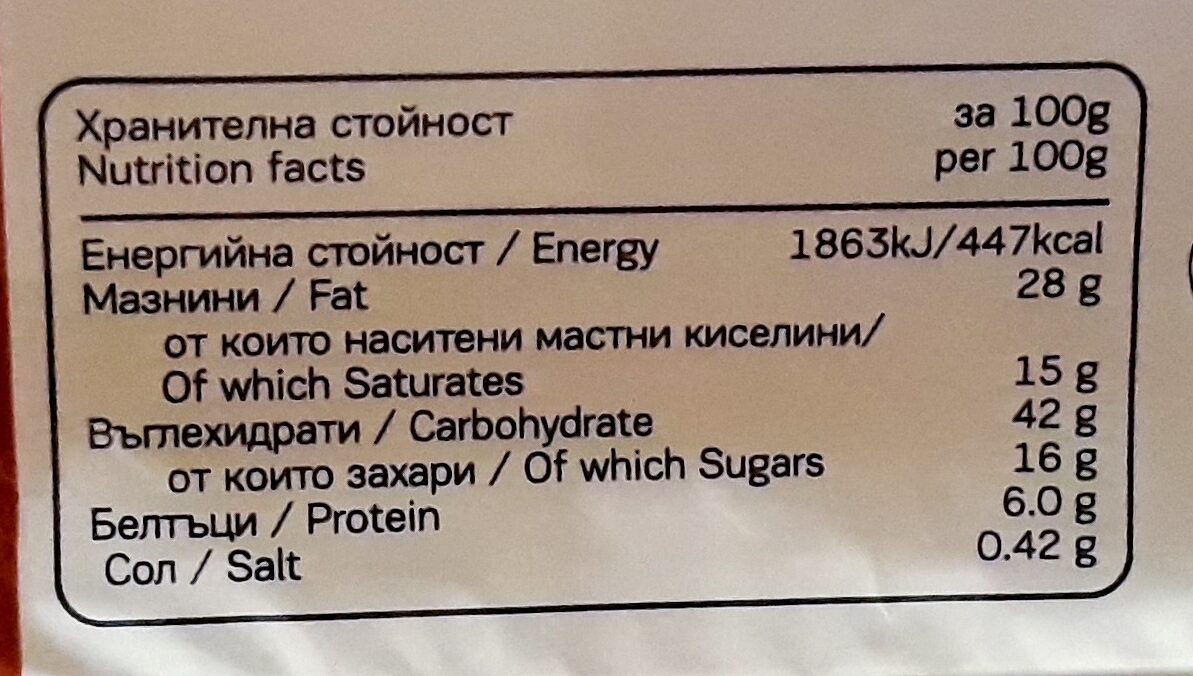 Хранителна стойност за 100g
Nutrition facts per 100g
Енергийна стойност / Energy 1863kJ/447kcal
Мазнини / Fat 28 g
от които наситени мастни киселини/
Of which Saturates 15 g
Въглехидрати / Carbohydrate 42 g
от които захари / Of which Sugars 16 g
Белтъци / Protein 6.0 g
Сол / Salt 0.42 g